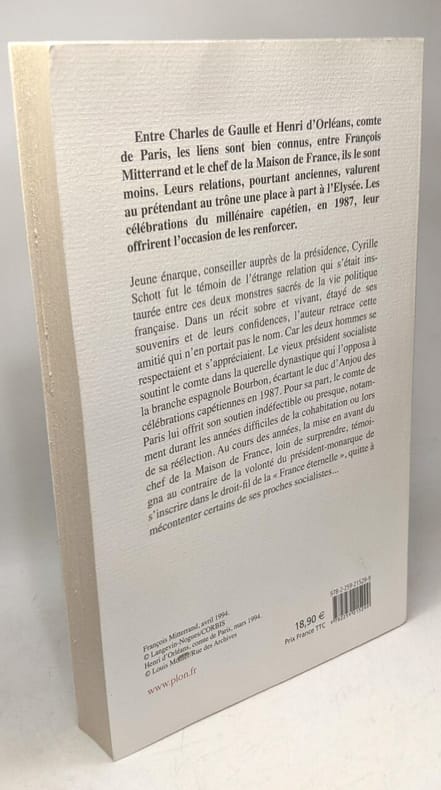 Entre Charles de Gaulle et Henri d'Orléans, comte
de Paris, les liens sont bien connus, entre François
Mitterrand et le chef de la Maison de France, ils le sont
moins. Leurs relations, pourtant anciennes, valurent
au prétendant au trône une place à part à l'Elysée. Les
célébrations du millénaire capétien, en 1987, leur
offrirent l'occasion de les renforcer.
Jeune énarque, conseiller auprès de la présidence, Cyrille
Schott fut le témoin de l'étrange relation qui s'était ins-
taurée entre ces deux monstres sacrés de la vie politique
française. Dans un récit sobre et vivant, étayé de ses
souvenirs et de leurs confidences, l'auteur retrace cette
amitié qui n'en portait pas le nom. Car les deux hommes se
respectaient et s'appréciaient. Le vieux président socialiste
soutint le comte dans la querelle dynastique qui l'opposa à
la branche espagnole Bourbon, écartant le duc d'Anjou des
célébrations capétiennes en 1987. Pour sa part, le comte de
Paris lui offrit son soutien indéfectible ou presque, notam-
ment durant les années difficiles de la cohabitation ou lors
de sa réélection. Au cours des années, la mise en avant du
chef de la Maison de France, loin de surprendre, témoi-
gna au contraire de la volonté du président-monarque de
s'inscrire dans le droit-fil de la « France éternelle », quitte à
mécontenter certains de ses proches socialistes...
François Mitterrand, avril 1994.
© Langevin-Nogues/CORBIS
Henri d'Orléans, comte de Paris, mars 1994.
© Louis /Rue des Archives
www.plon.fr
18,90 €
Prix France TTC
978-2-259-21529-9